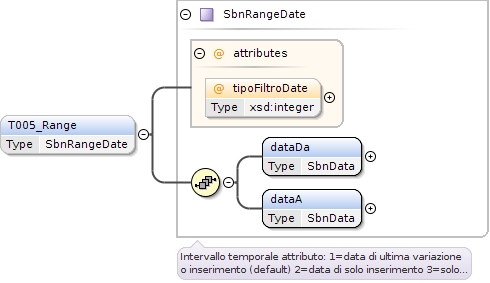 SbnRangeDate
@ attributes
@ tipoFiltroDate
Type xsd:integer
T005_Range
Type SbnRangeDate
dataDa
Type SbnData
dataA
Type SbnData
Intervallo temporale attributo: 1=data di ultima variazione
o inserimento (default) 2=data di solo inserimento 3=solo...